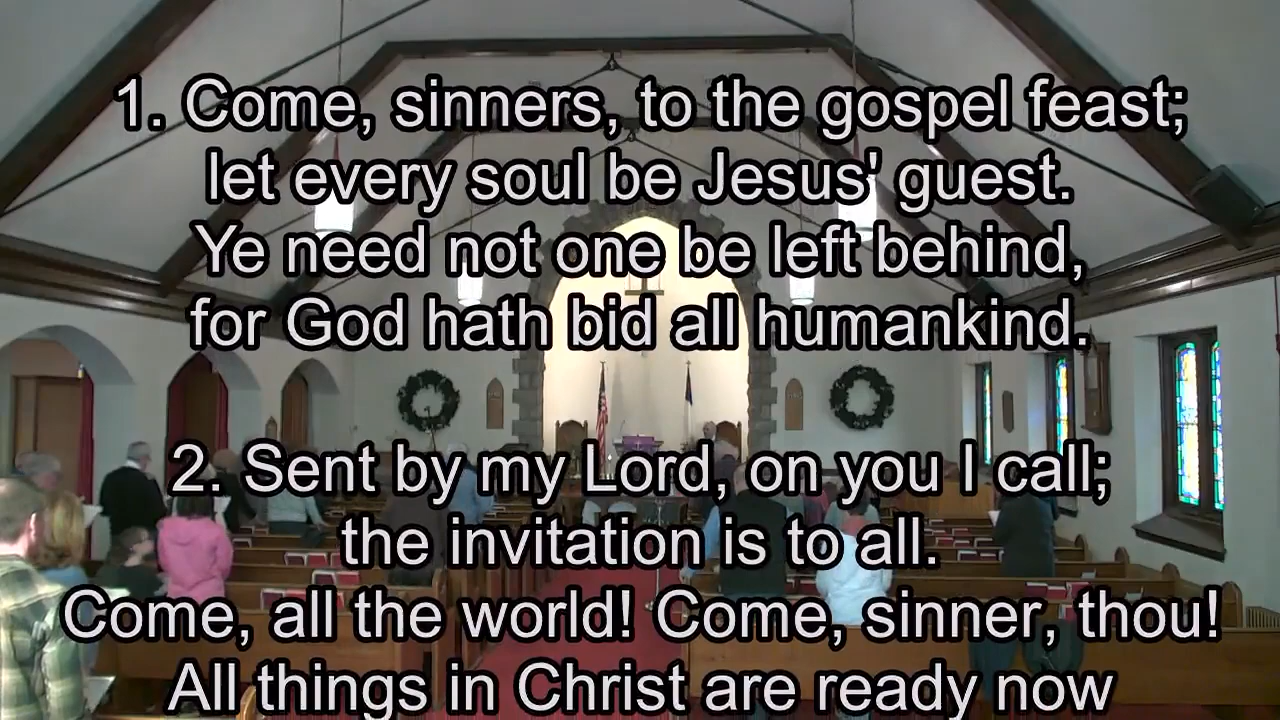 1. Come, sinners, to the gospel feast;
let every soul be Jesus' guest.
Ye need not one be left behind,
for God hath bid all humankind.
2. Sent by my Lord, on you I call;
the invitation is to all.
Come, all the world! Come, sinner, thou!
All things in Christ are ready now